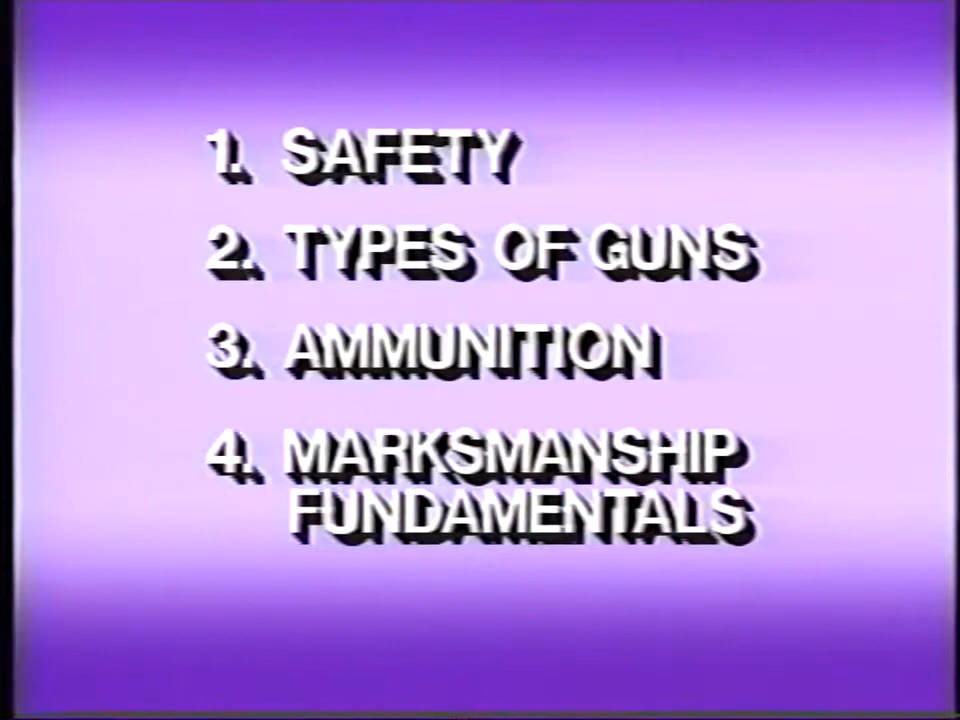 1. SAFETY
2. TYPES OF GUNS
3. AMMUNITION
4. MARKSMANSHIP
FUNDAMENTALS